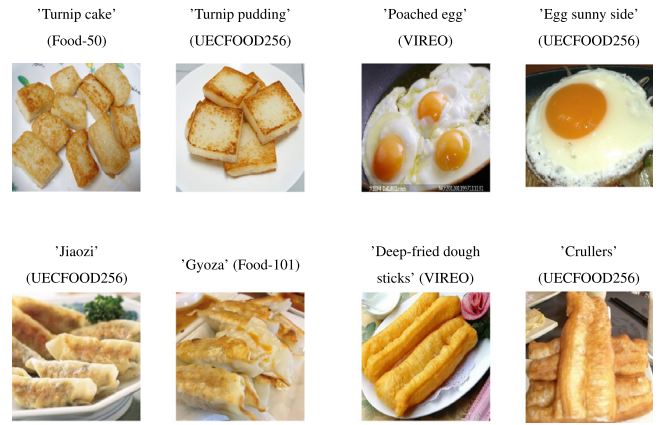 ’Turnip cake’
(Food-50)
’Turnip pudding’
(UECFOOD256)
’Poached egg’
(VIREO)
’Egg sunny side’
(UECFOOD256)
’Jiaozi’
(UECFOOD256)
’Gyoza’ (Food-101)
’Deep-fried dough
sticks’ (VIREO)
’Crullers’
(UECFOOD256)